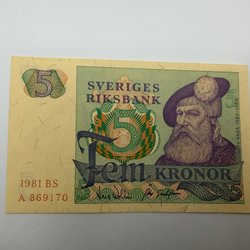 5
SVERIGES
RIKSBANK
5
Fem KRONOR
1981 BS
A 869170